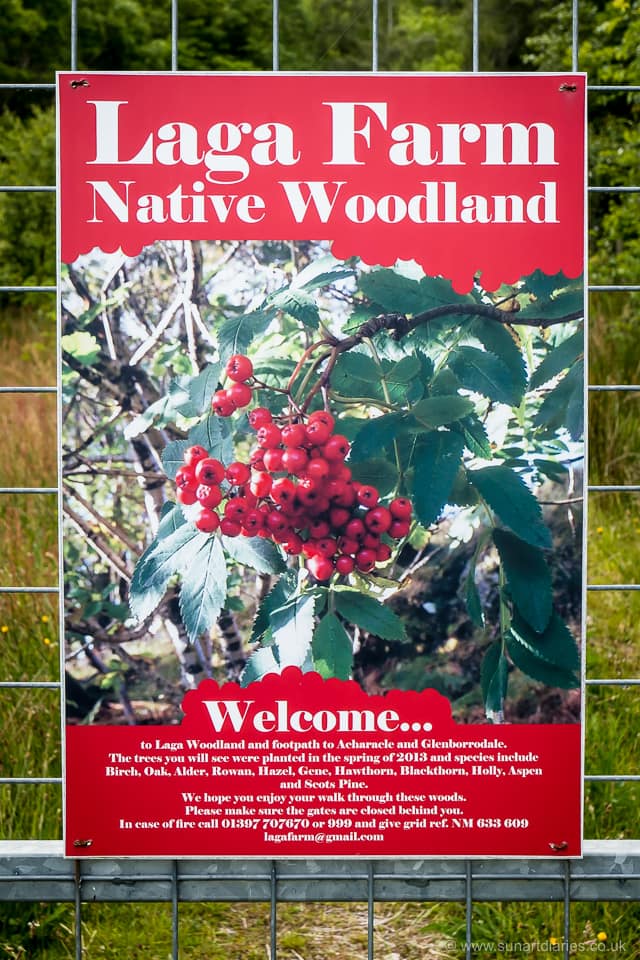 Laga Farm
Native Woodland
Welcome...
to Laga Woodland and footpath to Acharacle and Glenborrodale.
The trees you will see were planted in the spring of 2013 and species include
Birch, Oak, Alder, Rowan, Hazel, Gene, Hawthorn, Blackthorn, Holly, Aspen
and Scots Pine.
We hope you enjoy your walk through these woods.
Please make sure the gates are closed behind you.
In case of fire call 01397 707670 or 999 and give grid ref. NM 633 609
lagafarm@gmail.com
© www.sunartdiaries.co.uk